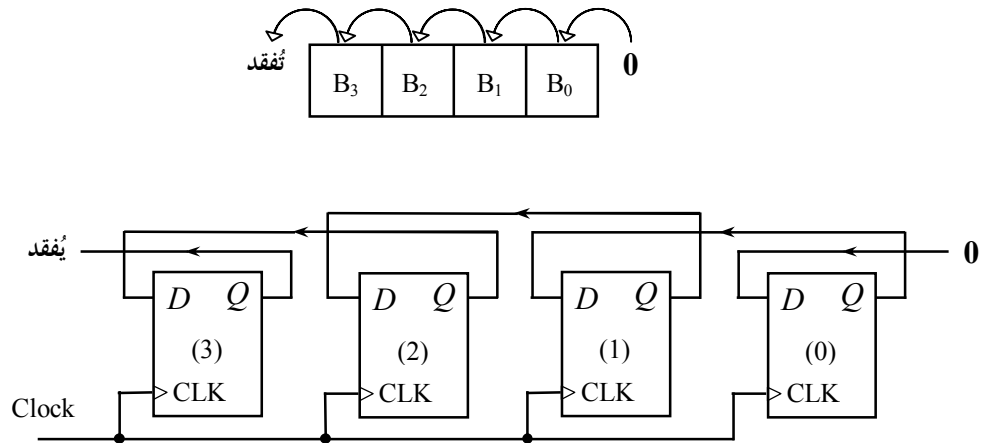 تُفقد B₃ B₂ B₁ B₀ 0
يُفقد 0
D Q D Q D Q D Q
(3) (2) (1) (0)
CLK CLK CLK CLK
Clock